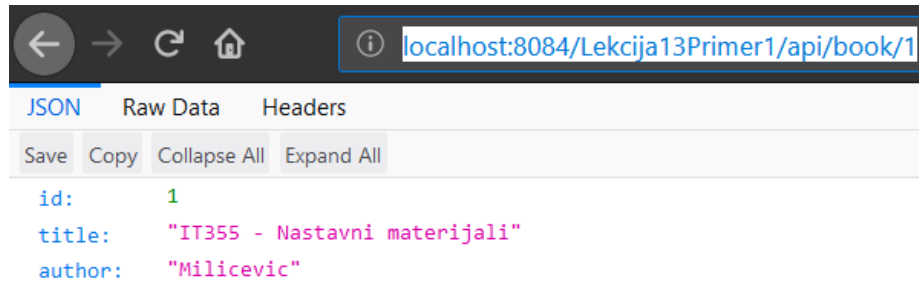 localhost:8084/Lekcija13Primer1/api/book/1
JSON Raw Data Headers
Save Copy Collapse All Expand All
id: 1
title: "IT355 - Nastavni materijali"
author: "Milicevic"